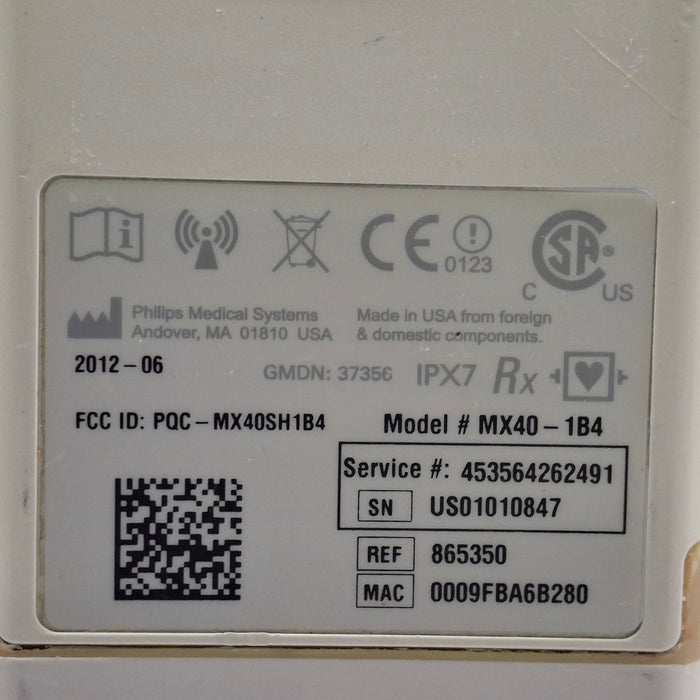 i
CE ! 0123
CSA ®
C US
Philips Medical Systems
Andover, MA 01810 USA
Made in USA from foreign
& domestic components.
2012-06
GMDN: 37356 IPX7 Rx
FCC ID: PQC-MX40SH1B4
Model # MX40-1B4
Service #: 453564262491
SN US01010847
REF 865350
MAC 0009FBA6B280